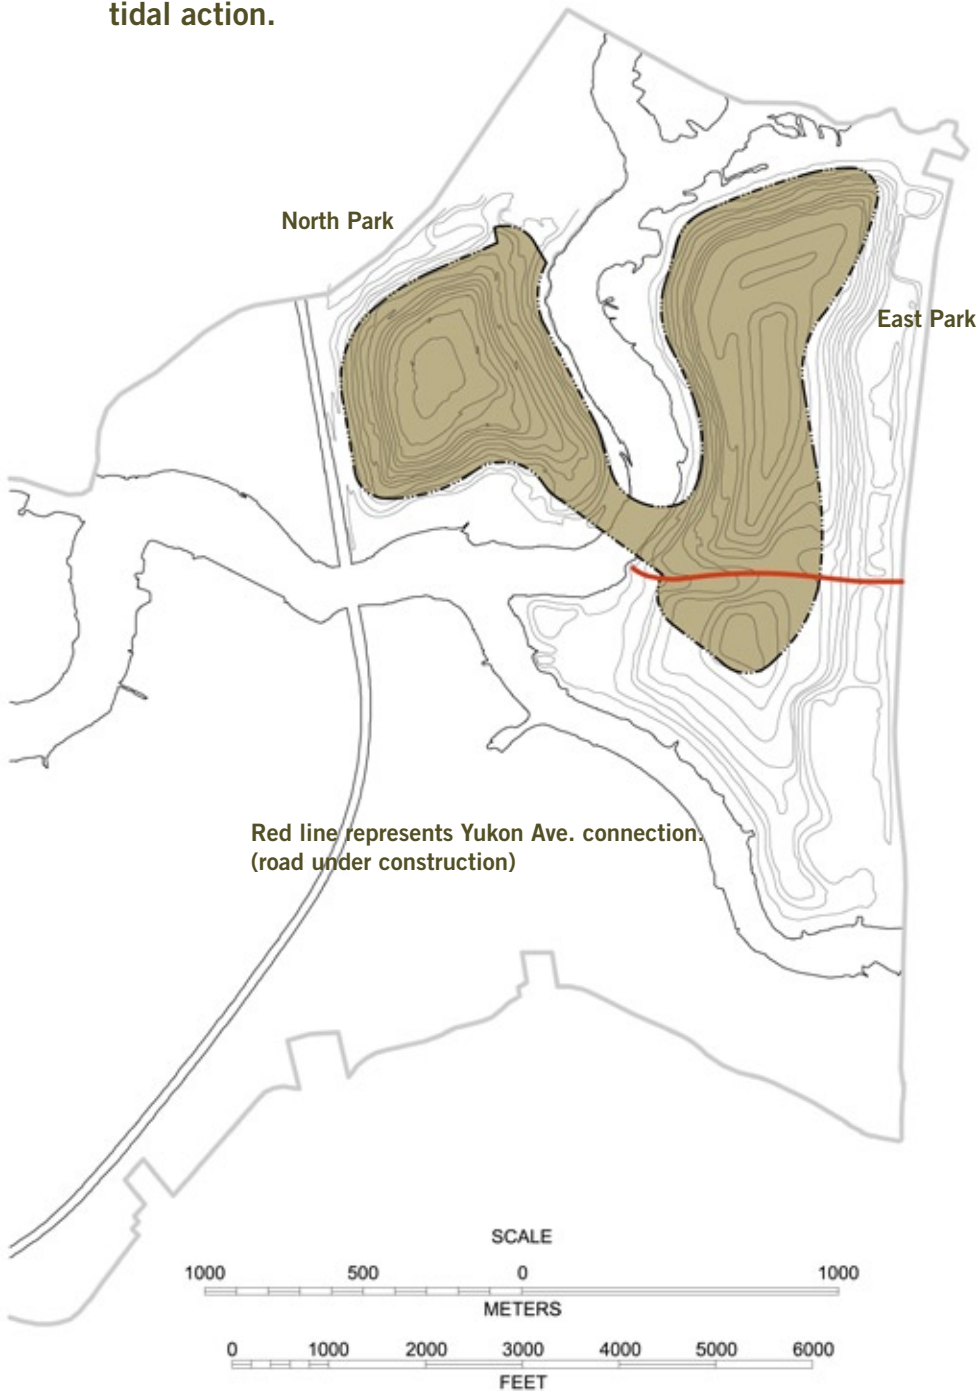 tidal action.
North Park
East Park
Red line represents Yukon Ave. connection.
(road under construction)
SCALE
1000 500 0 1000
METERS
0 1000 2000 3000 4000 5000 6000
FEET